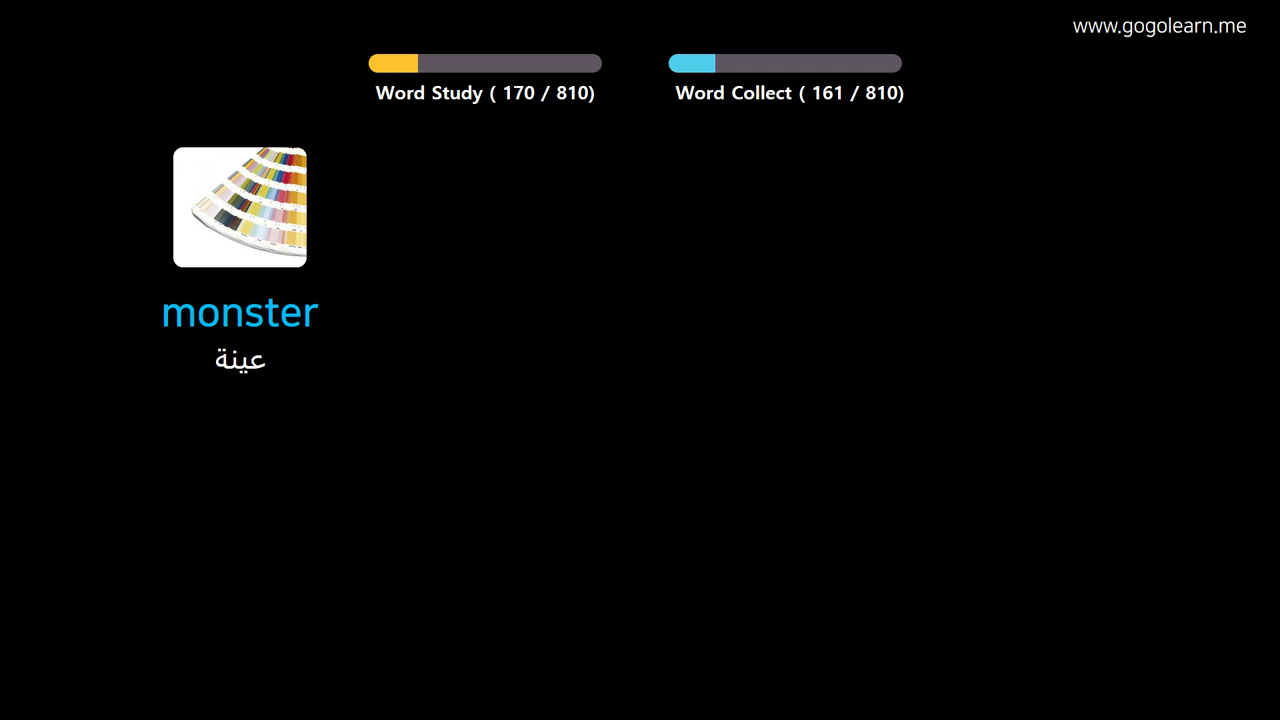 www.gogolearn.me
Word Study ( 170 / 810)
Word Collect ( 161 / 810)
monster
عينة